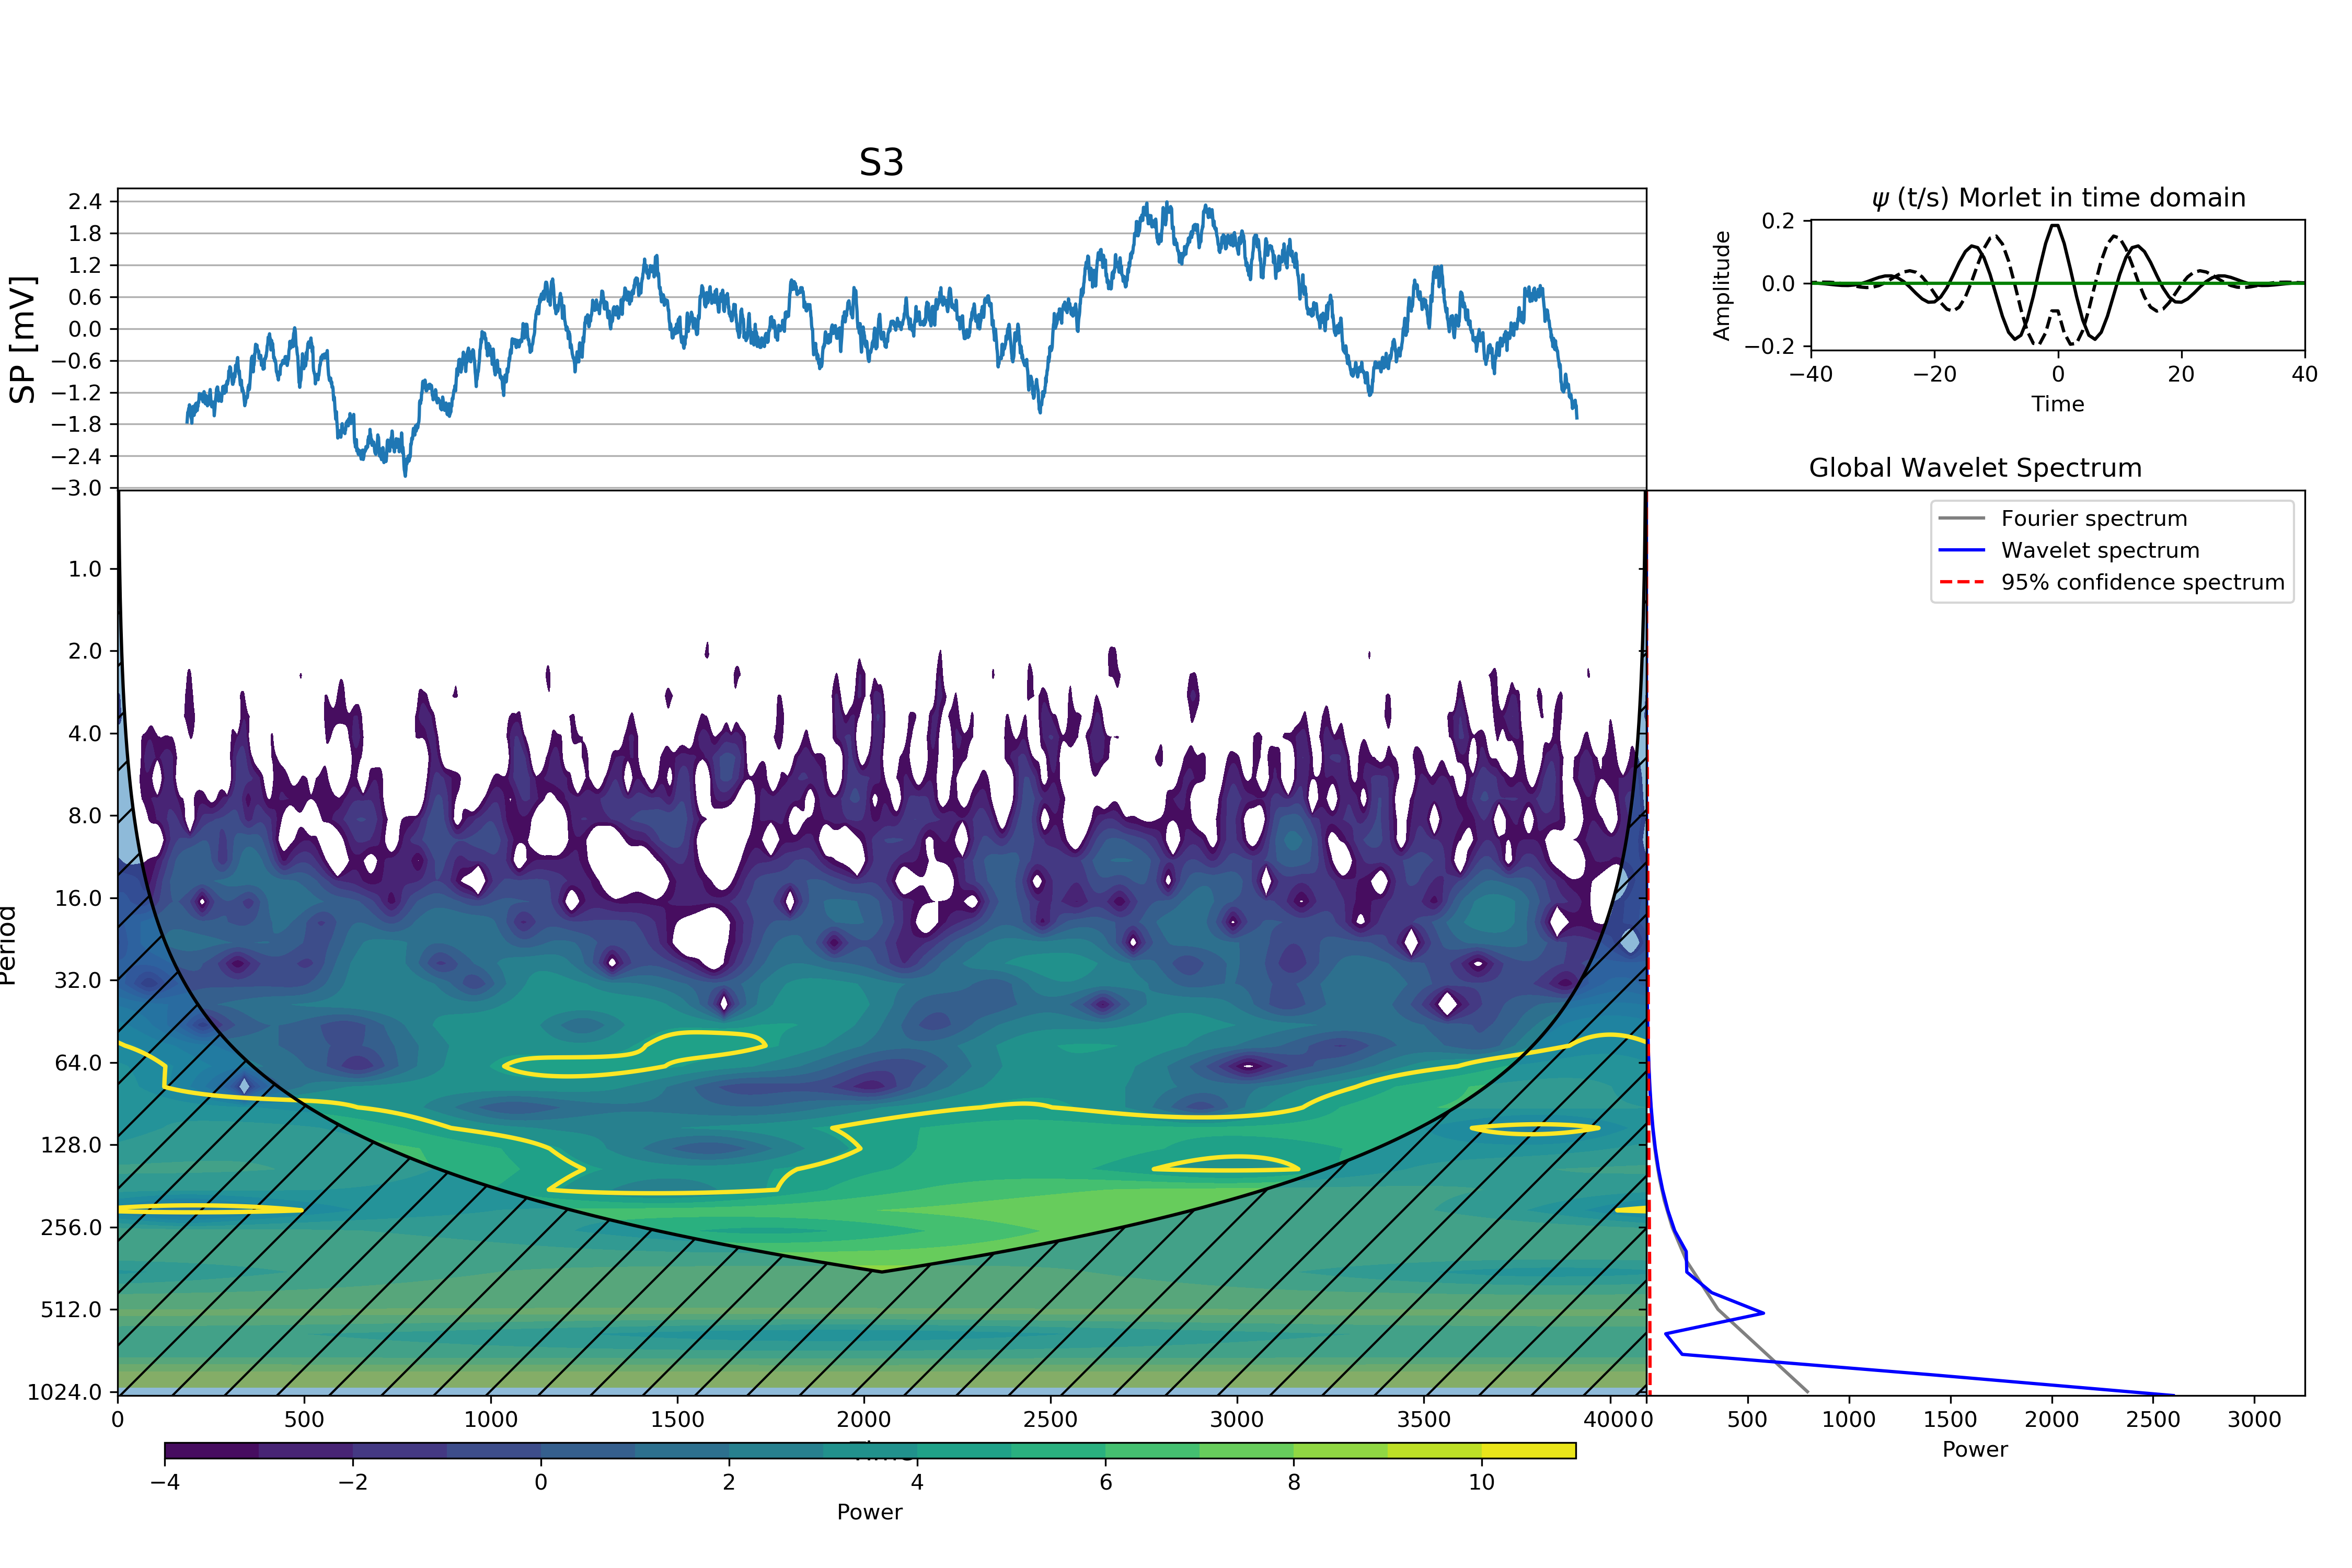 S3
2.4
1.8
1.2
0.6
0.0
−0.6
−1.2
−1.8
−2.4
−3.0
SP [mV]
ψ (t/s) Morlet in time domain
0.2
0.0
−0.2
Amplitude
−40 −20 0 20 40
Time
Global Wavelet Spectrum
Fourier spectrum
Wavelet spectrum
95% confidence spectrum
1.0
2.0
4.0
8.0
16.0
32.0
64.0
128.0
256.0
512.0
1024.0
Period
0 500 1000 1500 2000 2500 3000 3500 4000
Time
0 500 1000 1500 2000 2500 3000
Power
−4 −2 0 2 4 6 8 10
Power